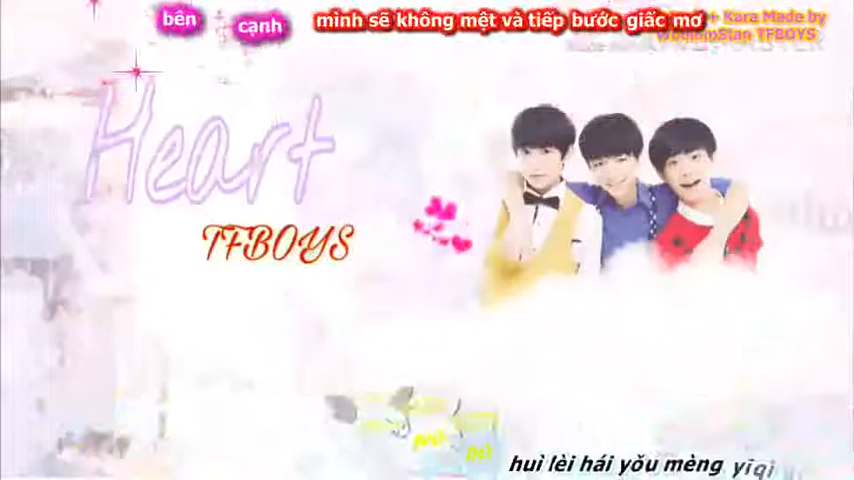 bên cạnh mình sẽ không mệt và tiếp bước giấc mơ
+ Kara Made by
TFBOYS
Heart
TFBOYS
huì lèi hái yǒu mèng yīqì